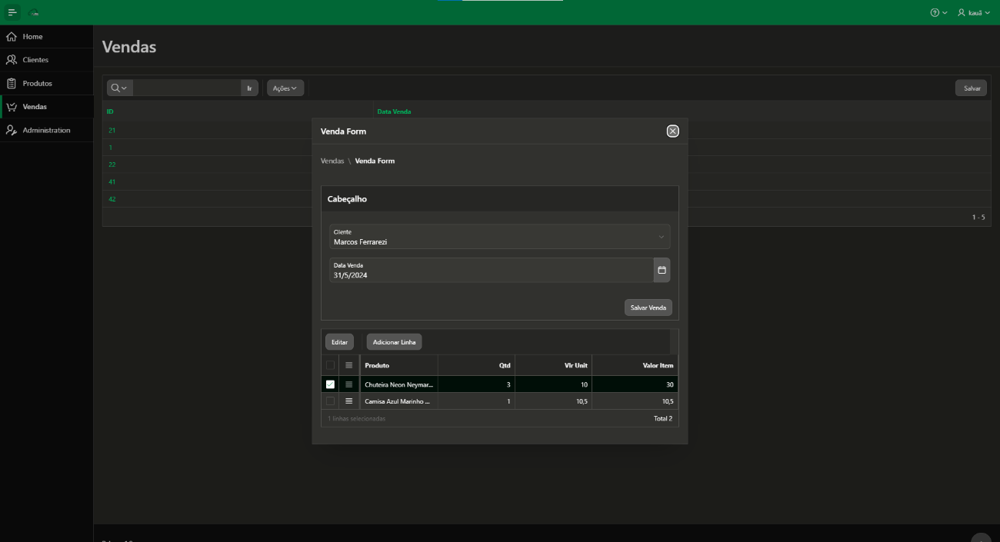 kauã
Home
Clientes
Produtos
Vendas
Administration
Vendas
Ir
Ações
Salvar
ID
Data Venda
21
1
22
41
42
1 - 5
Venda Form
Vendas \ Venda Form
Cabeçalho
Cliente
Marcos Ferrarezi
Data Venda
31/5/2024
Salvar Venda
Editar
Adicionar Linha
Produto Qtd Vlr Unit Valor Item
Chuteira Neon Neymar... 3 10 30
Camisa Azul Marinho ... 1 10,5 10,5
1 linhas selecionadas
Total 2